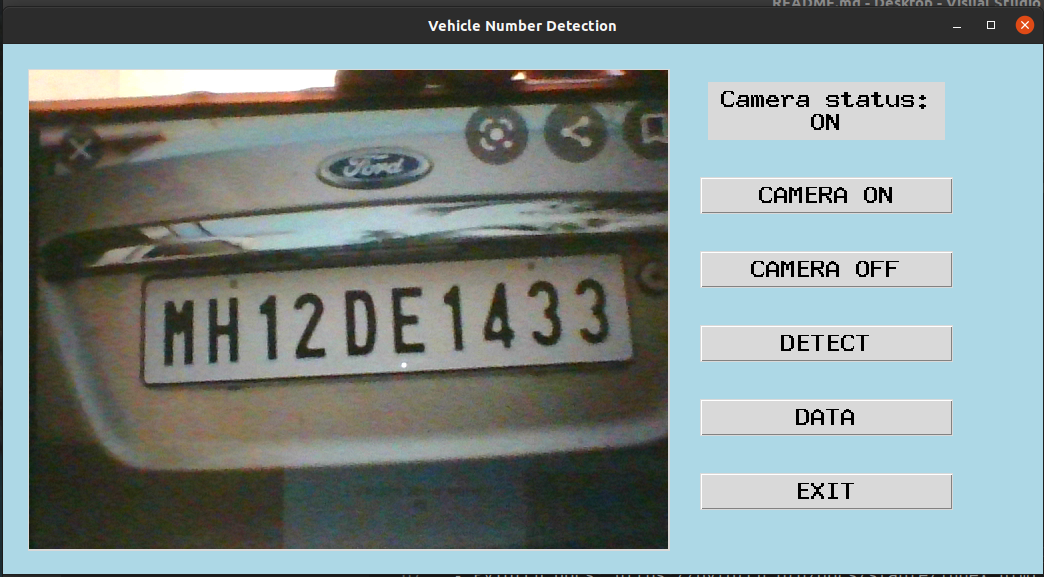 README.md - Desktop - Visual Studio
Vehicle Number Detection
Camera status:
ON
Ford
CAMERA ON
CAMERA OFF
MH12DE1433
DETECT
DATA
EXIT